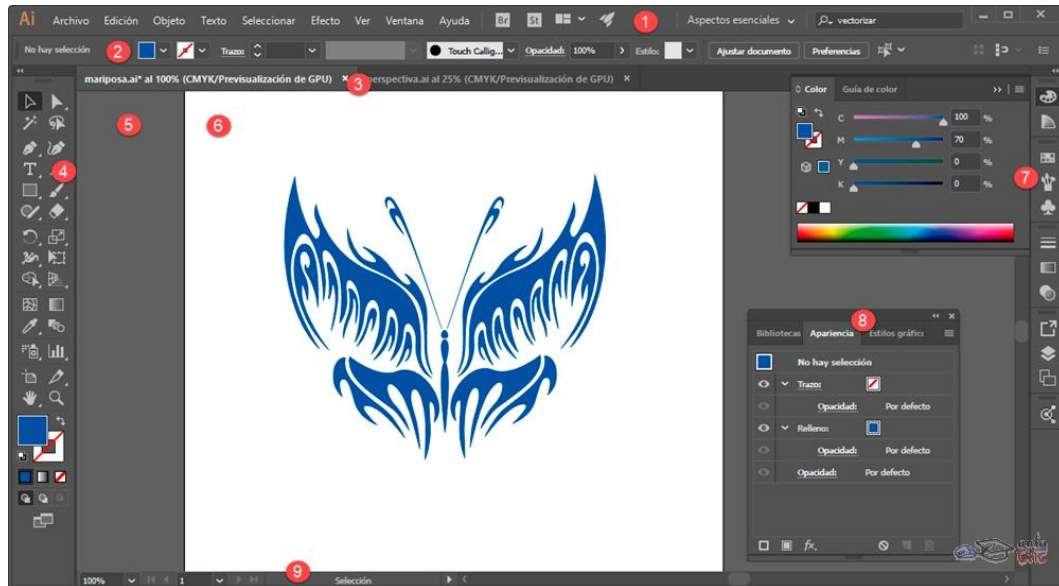 Ai Archivo Edición Objeto Texto Seleccionar Efecto Ver Ventana Ayuda Br St 1 Aspectos esenciales vectorizar
No hay selección 2 Trazo: Touch Callig... Opacidad: 100% Estilo: Ajustar documento Preferencias
mariposa.ai* al 100% (CMYK/Previsualización de GPU) × 3 perspectiva.ai al 25% (CMYK/Previsualización de GPU) ×
Color Guía de color
4
5
6
C 100 %
M 70 %
Y 0 %
K 0 %
7
8
Bibliotecas Apariencia Estilos gráfic
No hay selección
Trazo:
Opacidad: Por defecto
Relleno:
Opacidad: Por defecto
Opacidad: Por defecto
fx.
aula
Clic
100% 1 9 Selección